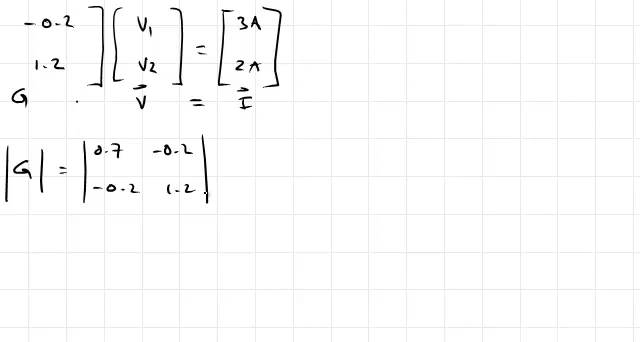 -0.2 ] [ V₁ ] = [ 3A ]
1.2 ] [ V₂ ] = [ 2A ]
G . V⃗ = I⃗
|G| = | 0.7 -0.2 |
| -0.2 1.2 |